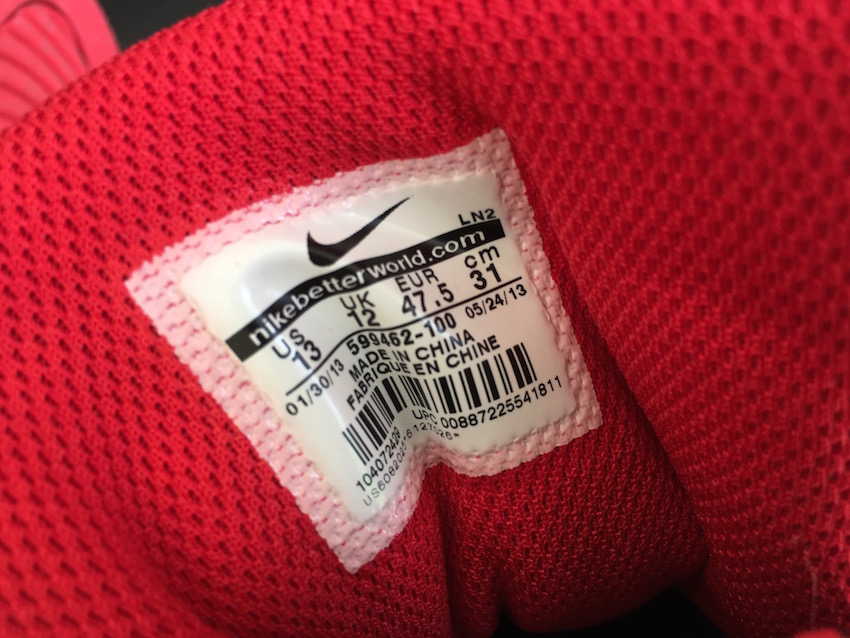 LN2
nikebetterworld.com
US UK EUR cm
13 12 47.5 31
01/30/13 599462-100 05/24/13
MADE IN CHINA
FABRIQUE EN CHINE
UPC 00887225541811
104072429